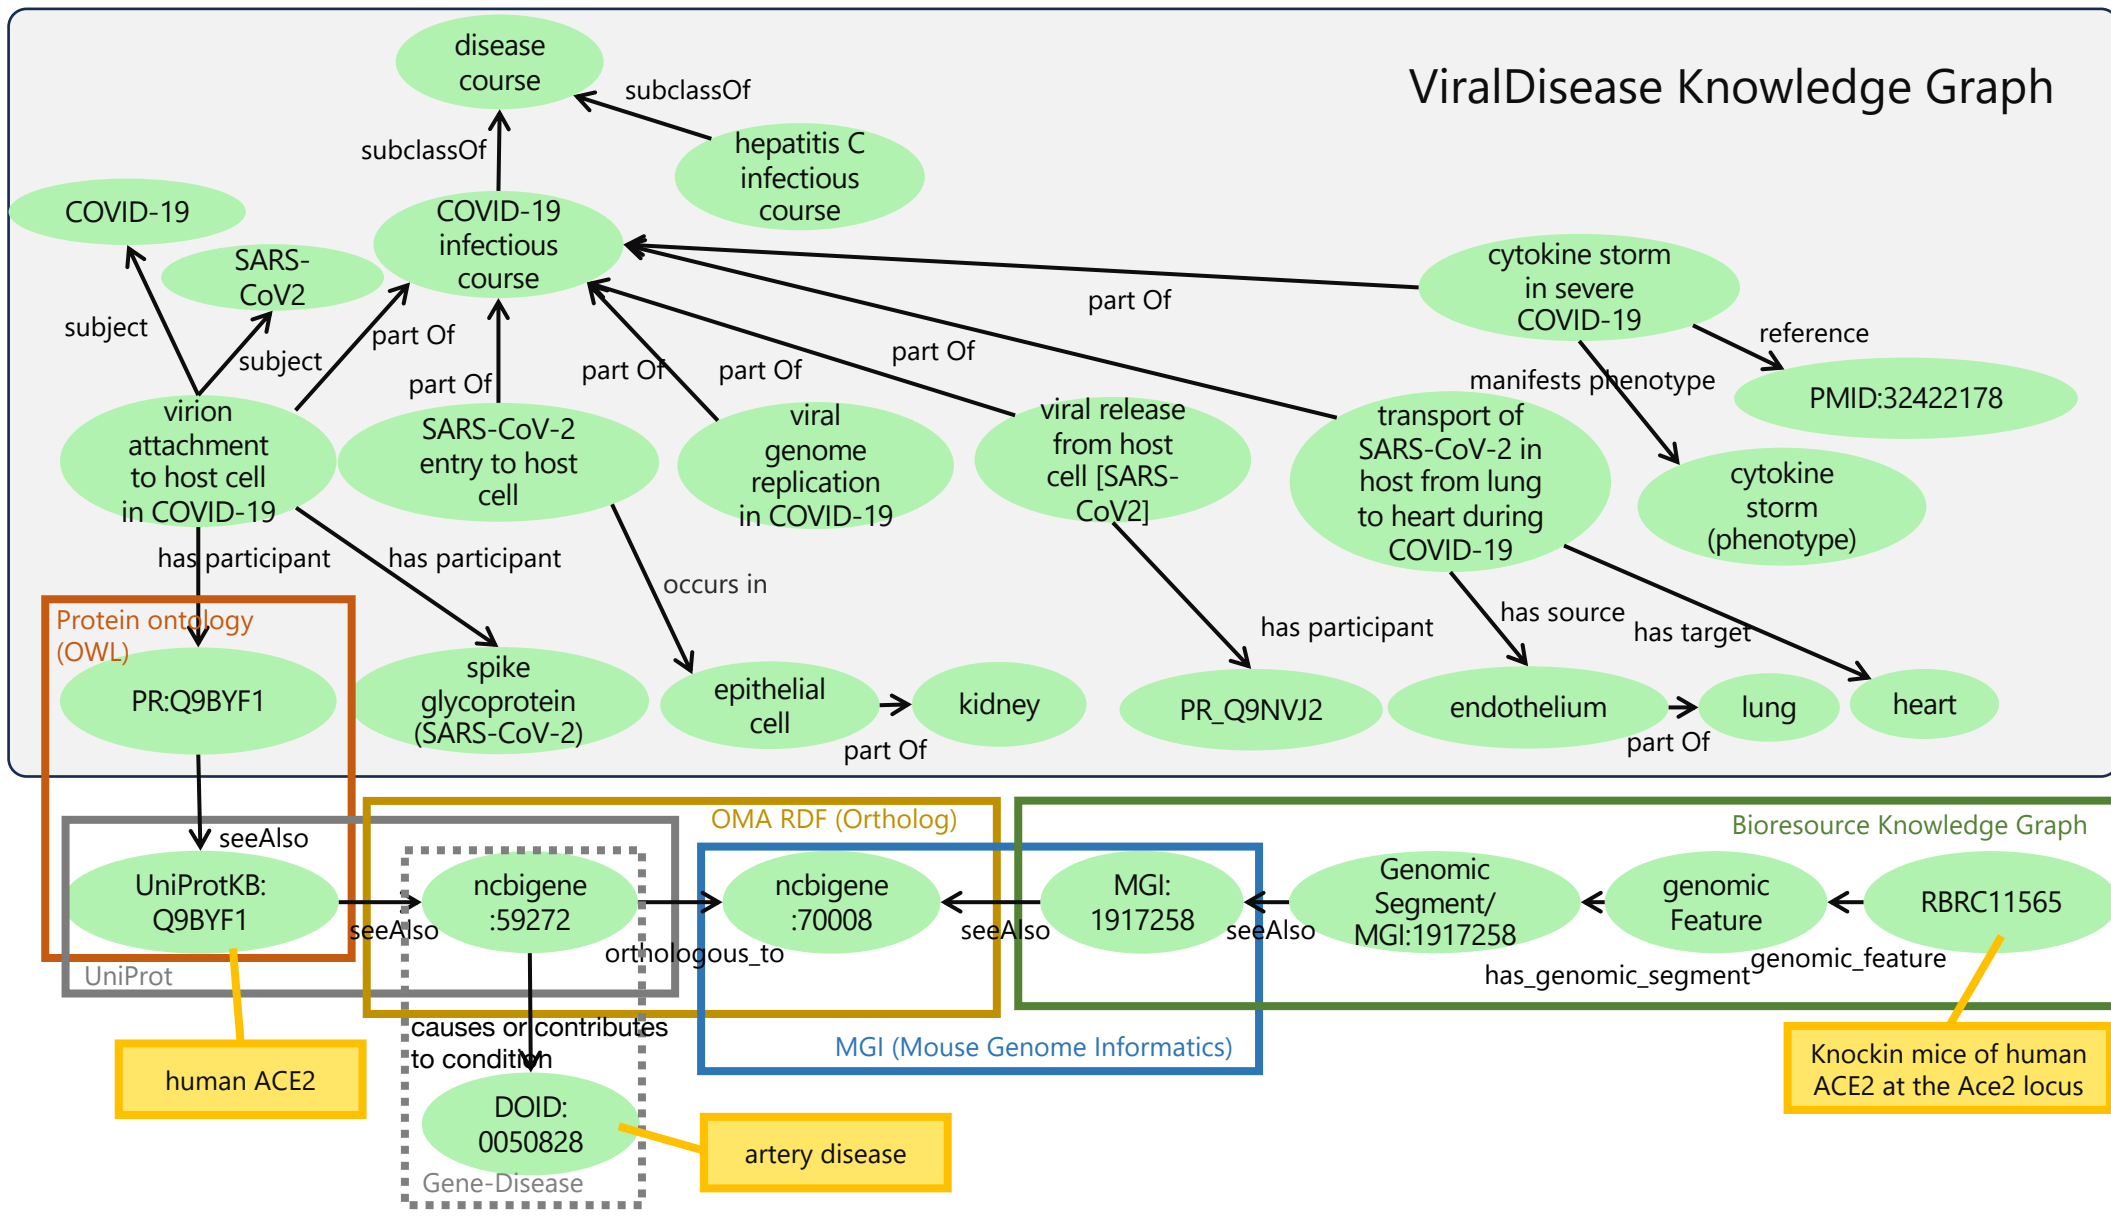 disease
course
subclassOf
ViralDisease Knowledge Graph
subclassOf
hepatitis C
infectious
course
COVID-19
COVID-19
infectious
course
SARS-
CoV2
cytokine storm
in severe
COVID-19
subject
subject
part Of
part Of
part Of
part Of
part Of
part Of
reference
manifests phenotype
PMID:32422178
virion
attachment
to host cell
in COVID-19
SARS-CoV-2
entry to host
cell
viral
genome
replication
in COVID-19
viral release
from host
cell [SARS-
CoV2]
transport of
SARS-CoV-2 in
host from lung
to heart during
COVID-19
cytokine
storm
(phenotype)
has participant
has participant
occurs in
has participant
has source
has target
Protein ontology
(OWL)
PR:Q9BYF1
spike
glycoprotein
(SARS-CoV-2)
epithelial
cell
kidney
part Of
PR_Q9NVJ2
endothelium
lung
heart
part Of
seeAlso
OMA RDF (Ortholog)
Bioresource Knowledge Graph
UniProtKB:
Q9BYF1
seeAlso
ncbigene
:59272
orthologous_to
ncbigene
:70008
seeAlso
MGI:
1917258
seeAlso
Genomic
Segment/
MGI:1917258
has_genomic_segment
genomic
Feature
genomic_feature
RBRC11565
UniProt
causes or contributes
to condition
MGI (Mouse Genome Informatics)
human ACE2
Knockin mice of human
ACE2 at the Ace2 locus
DOID:
0050828
artery disease
Gene-Disease